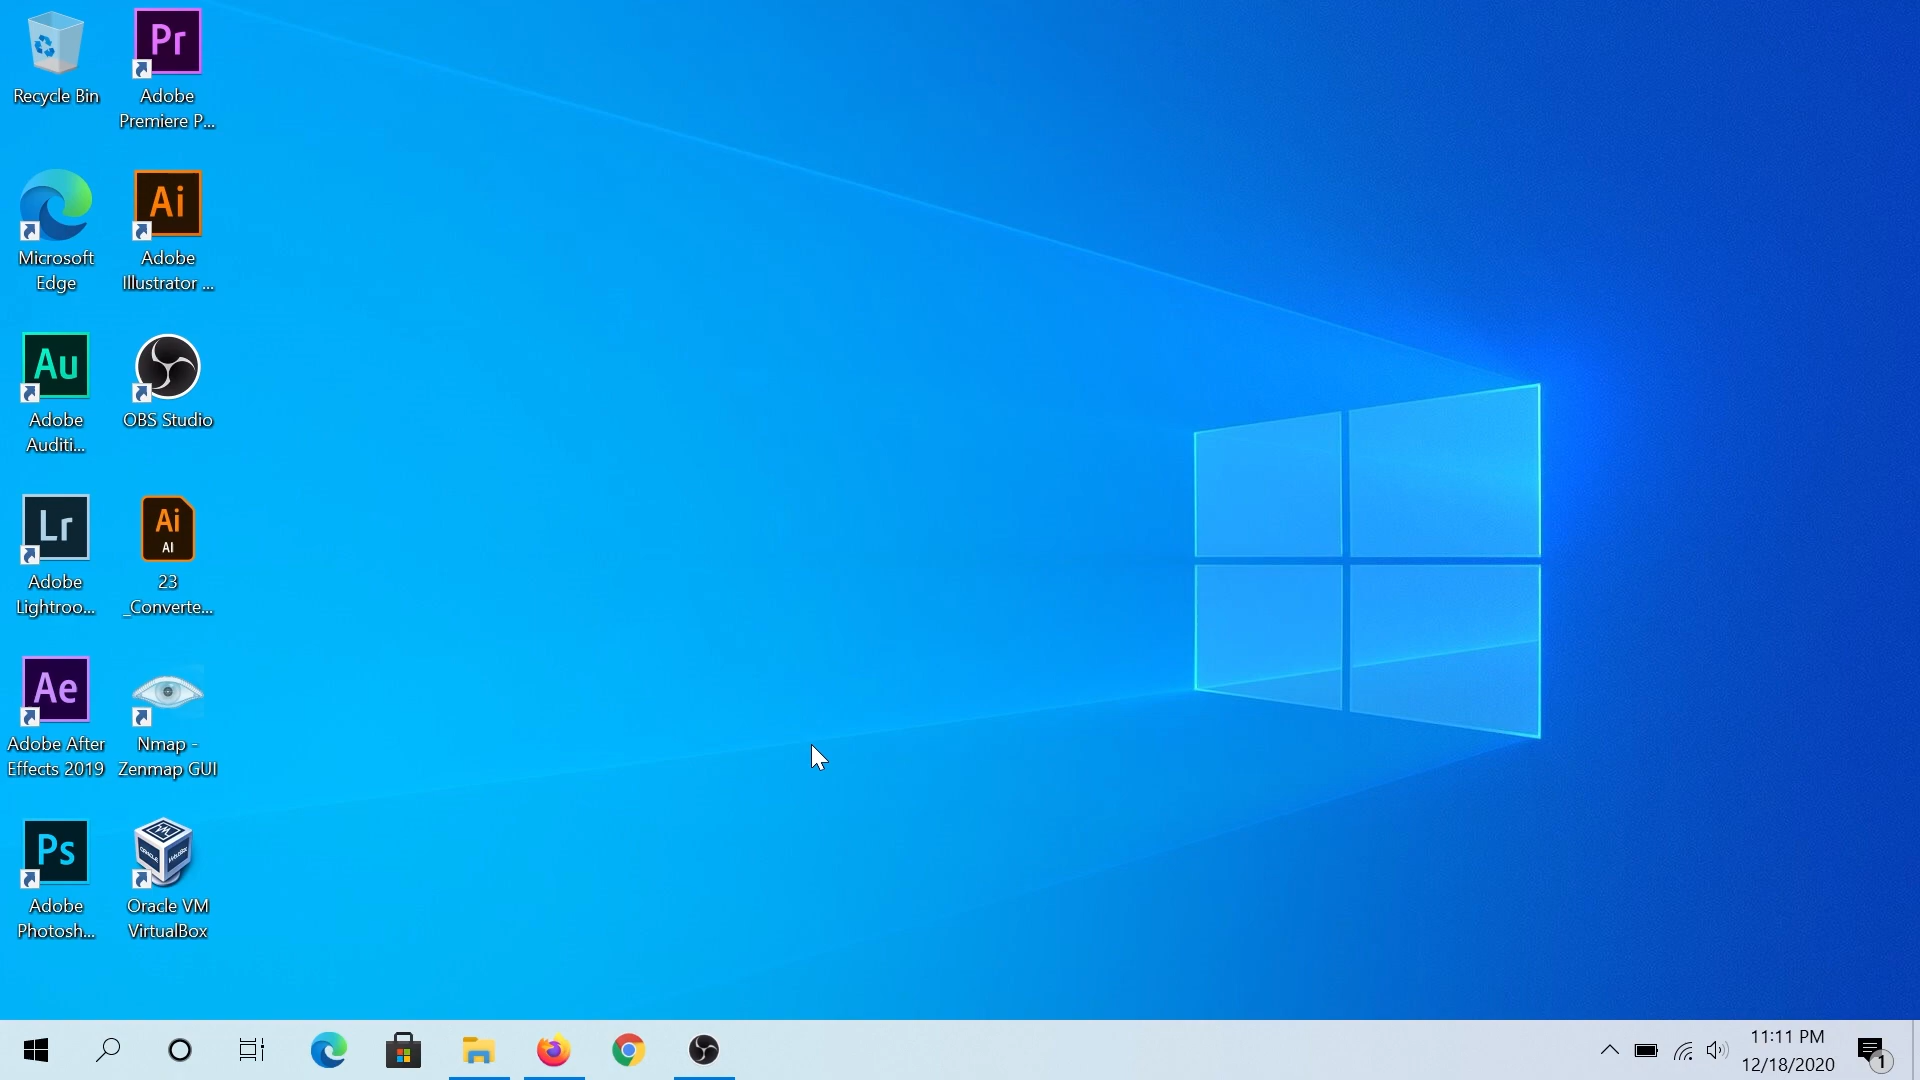 Recycle Bin
Pr
Adobe
Premiere P...
Microsoft
Edge
Ai
Adobe
Illustrator ...
Au
Adobe
Auditi...
OBS Studio
Lr
Adobe
Lightroo...
Ai
AI
23
_Converte...
Ae
Adobe After
Effects 2019
Nmap -
Zenmap GUI
Ps
Adobe
Photosh...
Oracle VM
VirtualBox
11:11 PM
12/18/2020
1